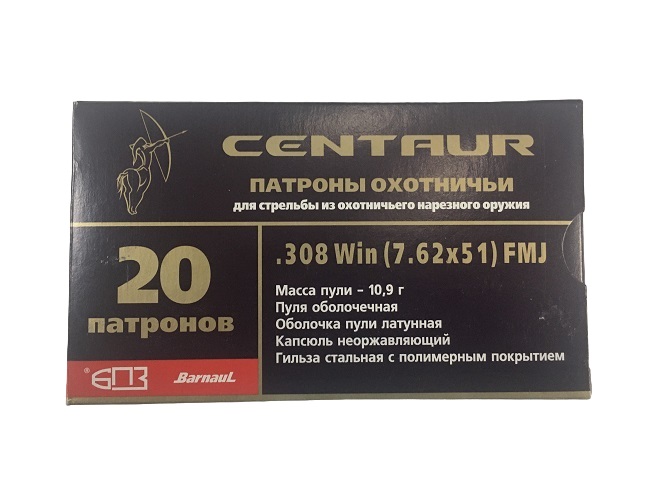 CENTAUR
ПАТРОНЫ ОХОТНИЧЬИ
для стрельбы из охотничьего нарезного оружия
20
патронов
.308 Win (7.62x51) FMJ
Масса пули – 10,9 г
Пуля оболоченная
Оболочка пули латунная
Капсюль неоржавляющий
Гильза стальная с полимерным покрытием
® БПЗ
Barnaul